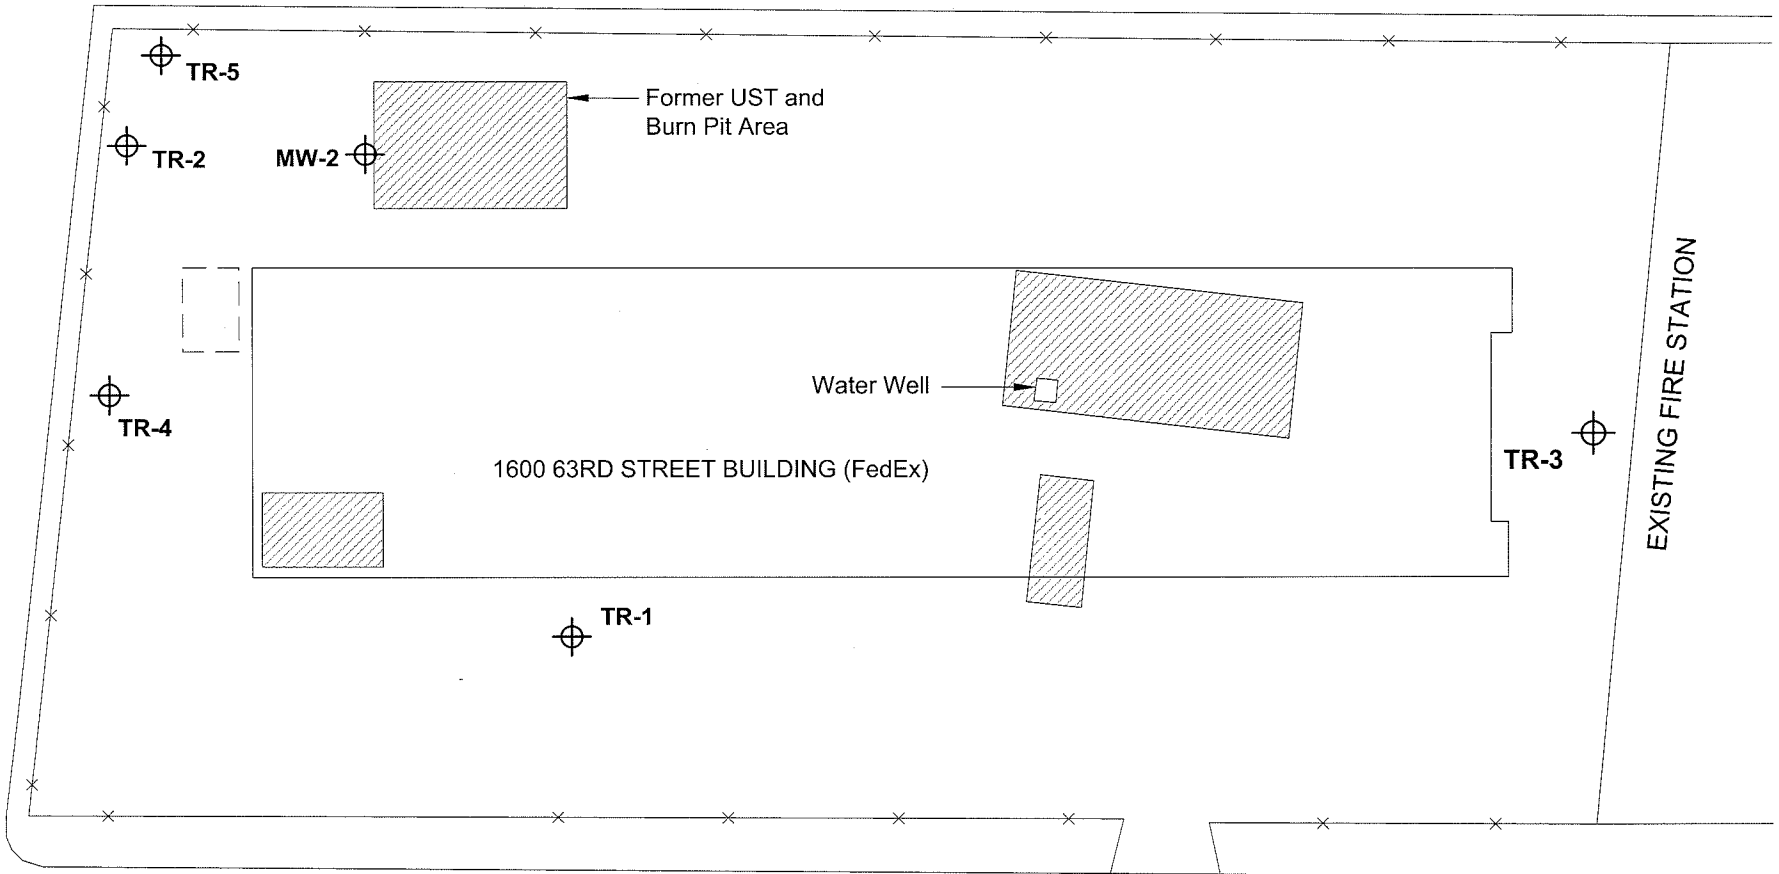 TR-5
Former UST and
Burn Pit Area
TR-2
MW-2
EXISTING FIRE STATION
Water Well
TR-4
TR-3
1600 63RD STREET BUILDING (FedEx)
TR-1